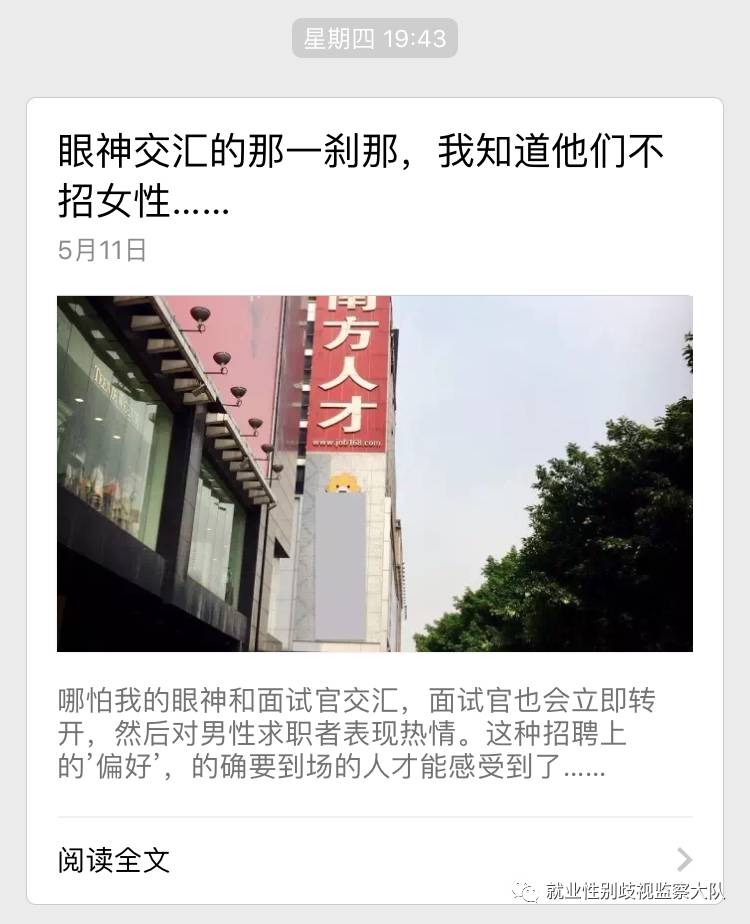 星期四 19:43
眼神交汇的那一刹那，我知道他们不
招女性……
5月11日
南方人才
www.job168.com
哪怕我的眼神和面试官交汇，面试官也会立即转
开，然后对男性求职者表现热情。这种招聘上
的’偏好’，的确要到场的人才能感受到了……
阅读全文
就业性别歧视监察大队